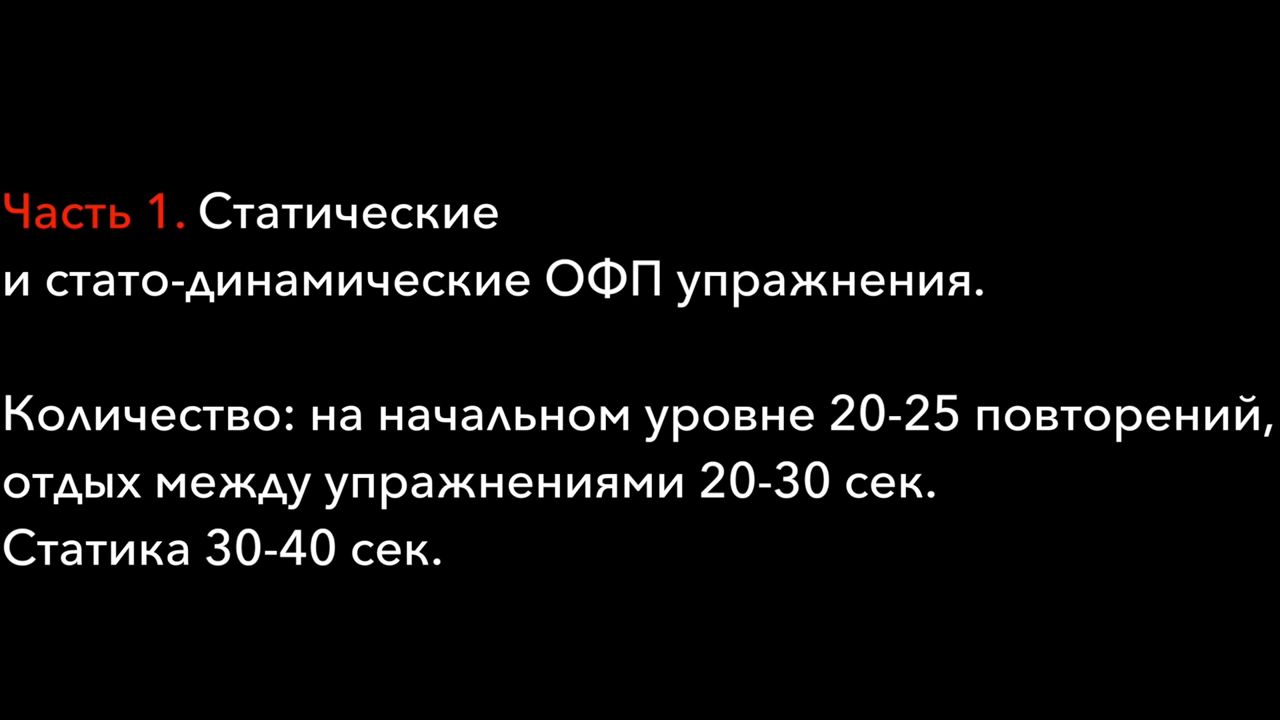 Часть 1. Статические
и стато-динамические ОФП упражнения.
Количество: на начальном уровне 20-25 повторений,
отдых между упражнениями 20-30 сек.
Статика 30-40 сек.